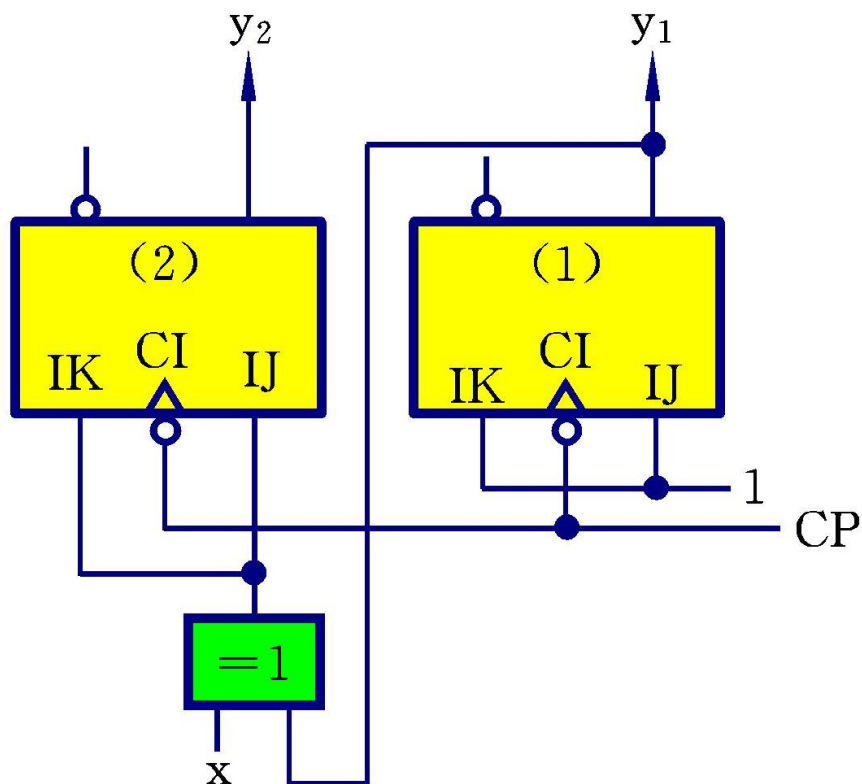 y₂ y₁
(2) (1)
IK CI IJ IK CI IJ
1
CP
=1
x